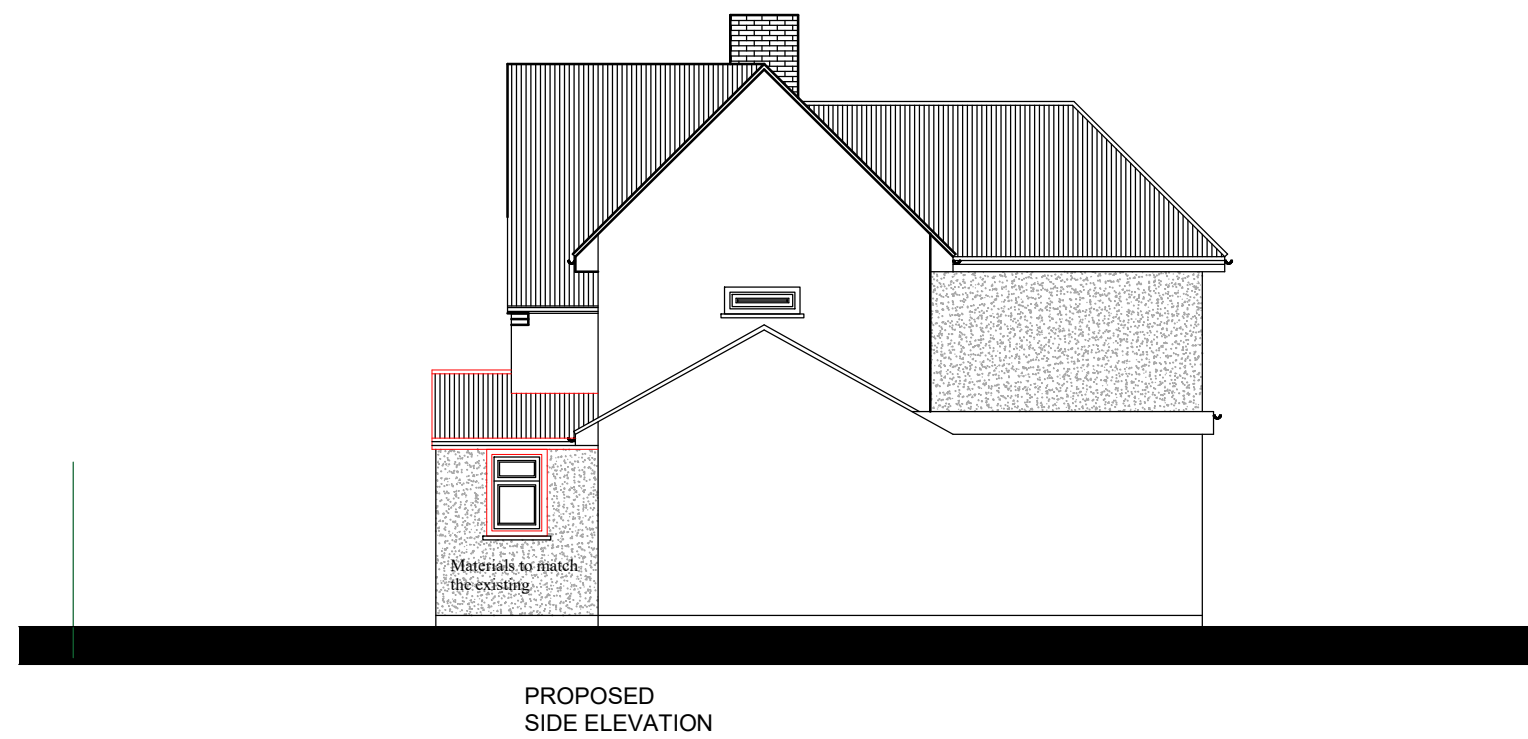 Materials to match
the existing
PROPOSED
SIDE ELEVATION